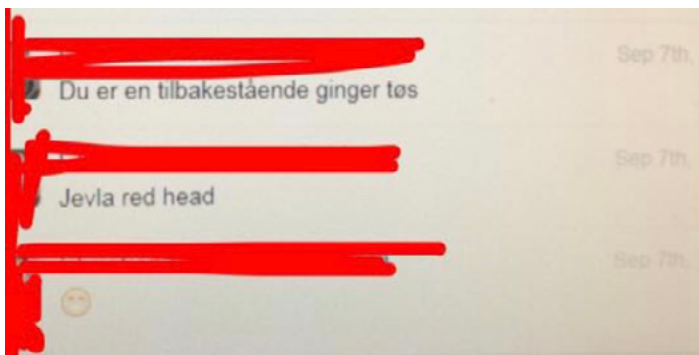 Sep 7th,
Du er en tilbakestående ginger tøs
Sep 7th,
Jevla red head
Sep 7th,
😬